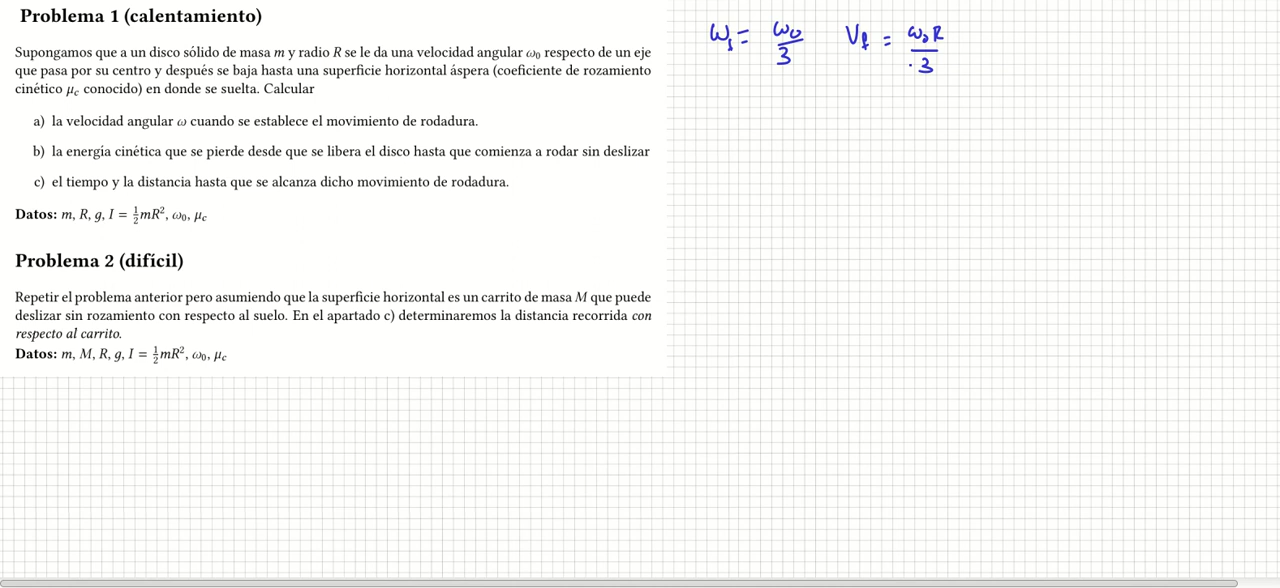 Problema 1 (calentamiento)
Supongamos que a un disco sólido de masa m y radio R se le da una velocidad angular ω₀ respecto de un eje
que pasa por su centro y después se baja hasta una superficie horizontal áspera (coeficiente de rozamiento
cinético μ_c conocido) en donde se suelta. Calcular
a) la velocidad angular ω cuando se establece el movimiento de rodadura.
b) la energía cinética que se pierde desde que se libera el disco hasta que comienza a rodar sin deslizar
c) el tiempo y la distancia hasta que se alcanza dicho movimiento de rodadura.
Datos: m, R, g, I = ½mR², ω₀, μ_c
Problema 2 (difícil)
Repetir el problema anterior pero asumiendo que la superficie horizontal es un carrito de masa M que puede
deslizar sin rozamiento con respecto al suelo. En el apartado c) determinaremos la distancia recorrida con
respecto al carrito.
Datos: m, M, R, g, I = ½mR², ω₀, μ_c
ω_f = ω₀/3 V_f = ω₀R/3